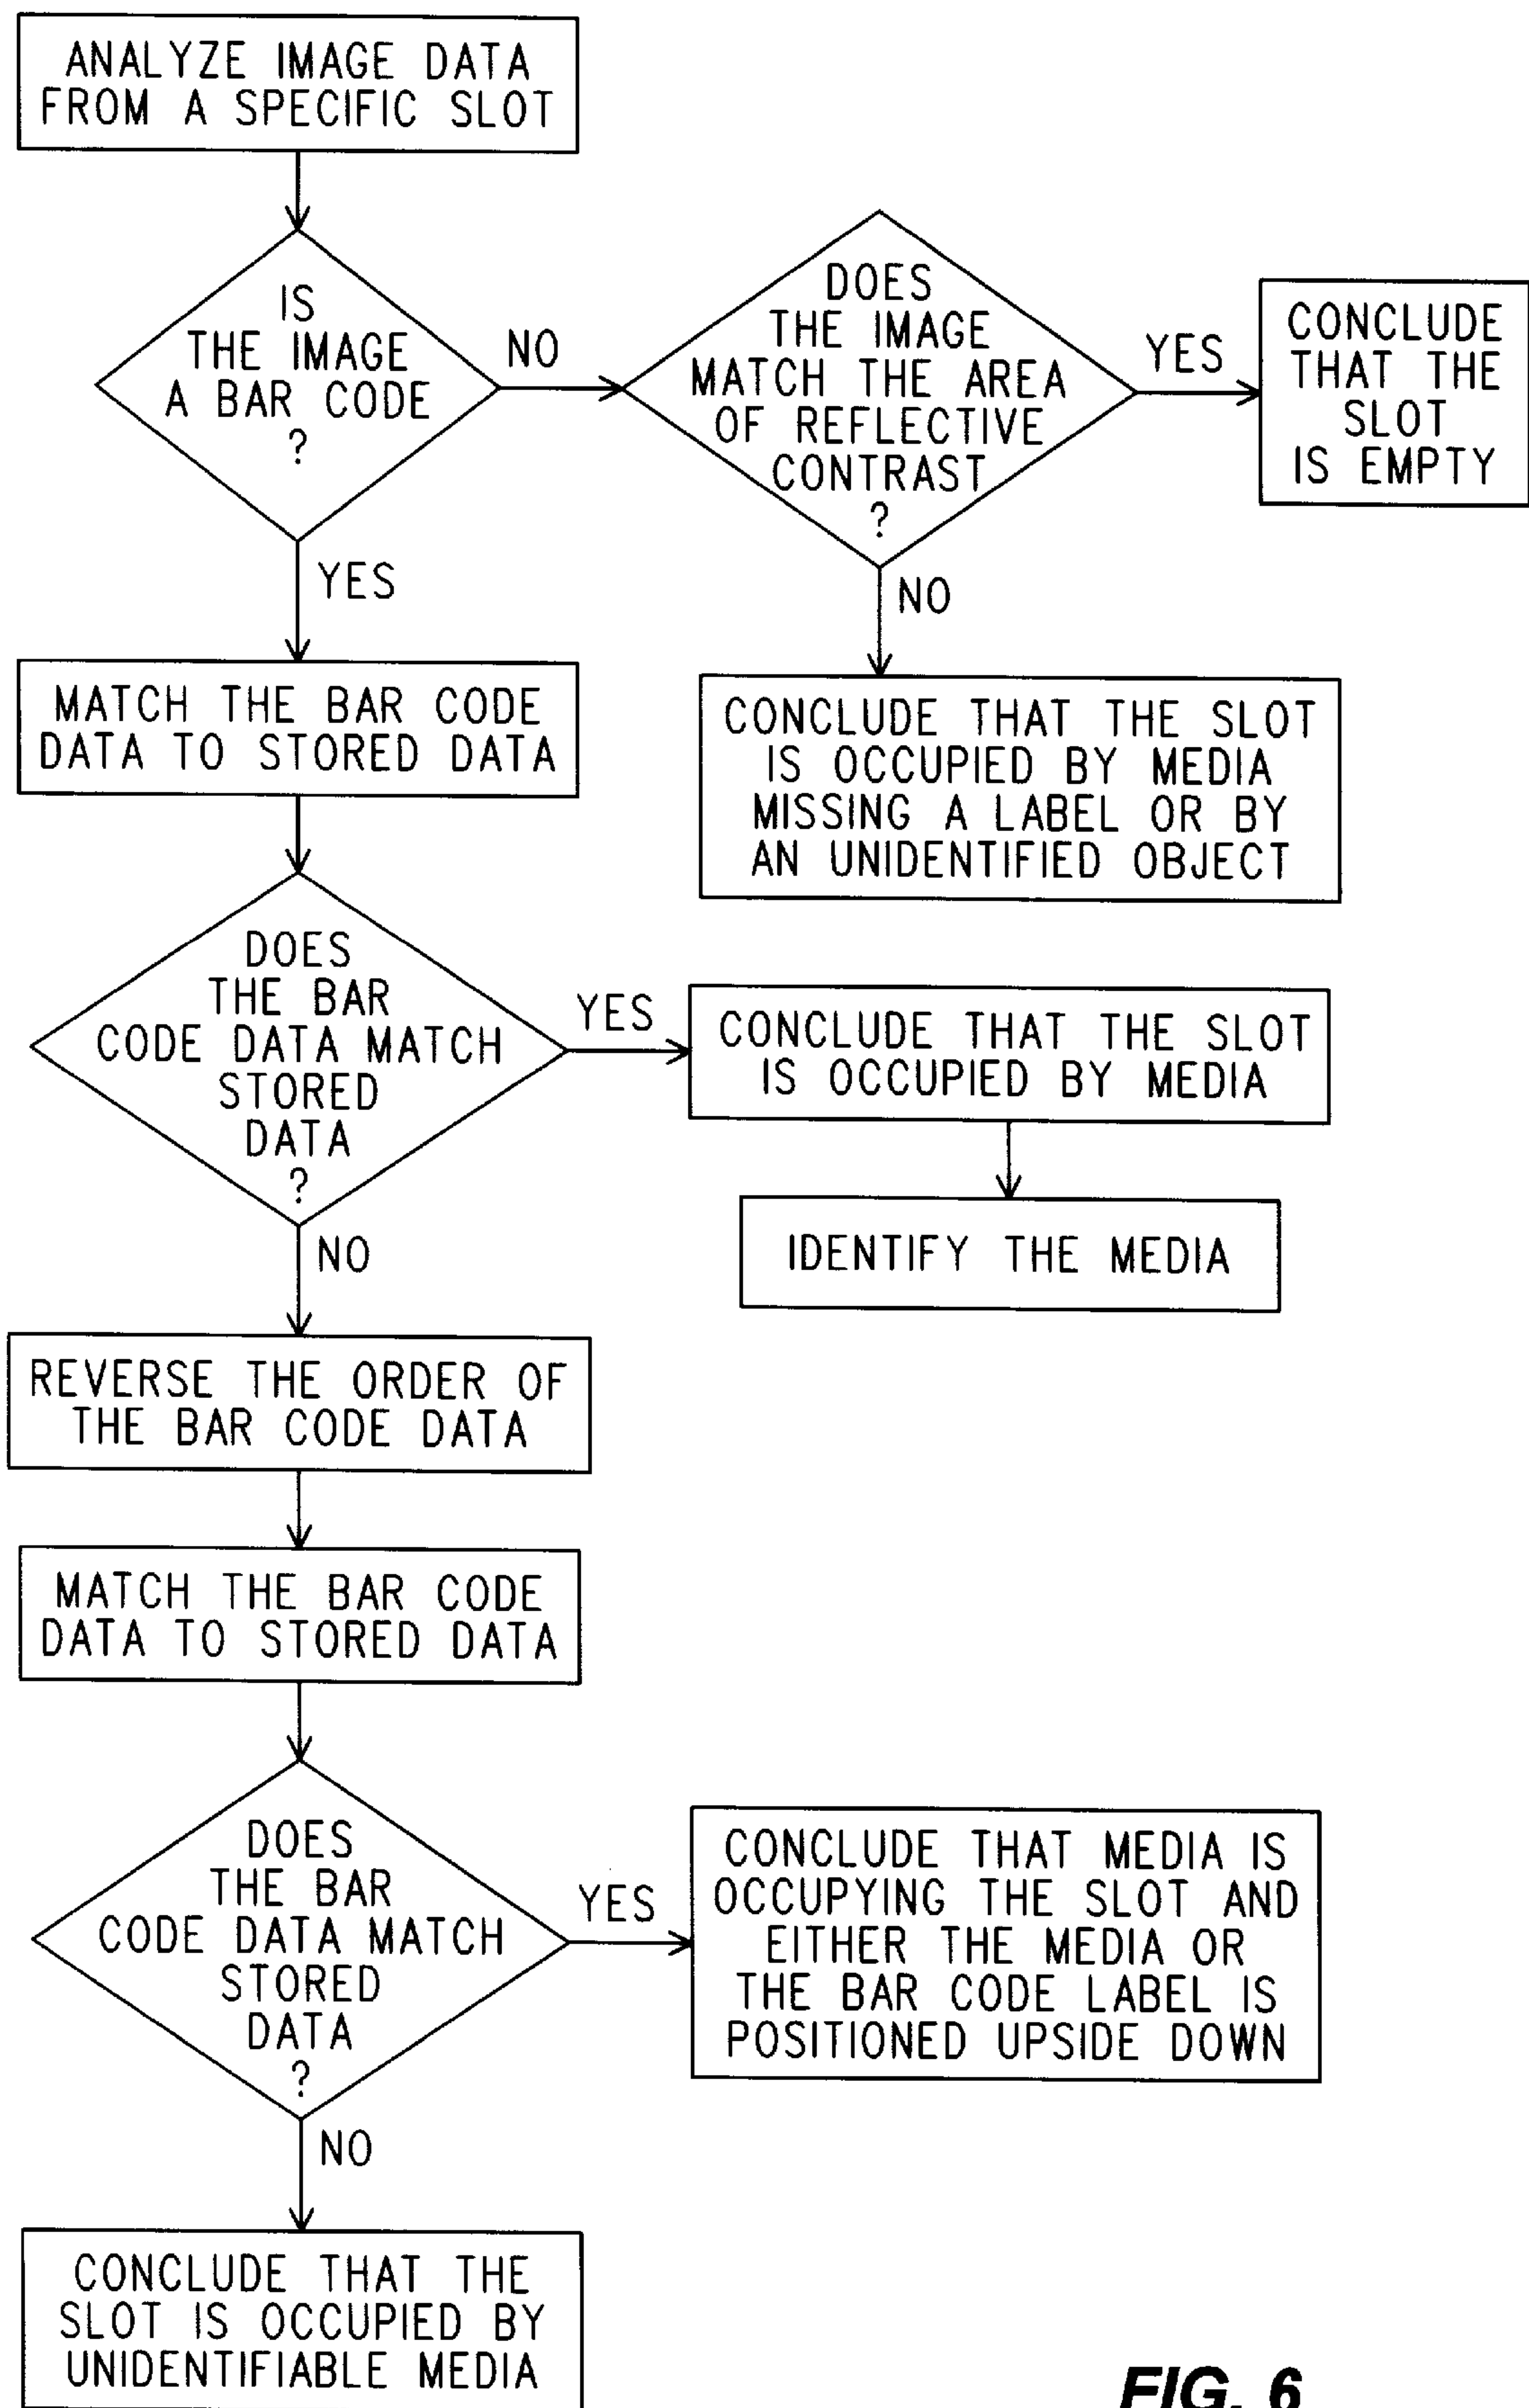 ANALYZE IMAGE DATA
FROM A SPECIFIC SLOT
IS
THE IMAGE
A BAR CODE
?
NO
DOES
THE IMAGE
MATCH THE AREA
OF REFLECTIVE
CONTRAST
?
YES
CONCLUDE
THAT THE
SLOT
IS EMPTY
NO
CONCLUDE THAT THE SLOT
IS OCCUPIED BY MEDIA
MISSING A LABEL OR BY
AN UNIDENTIFIED OBJECT
YES
MATCH THE BAR CODE
DATA TO STORED DATA
DOES
THE BAR
CODE DATA MATCH
STORED
DATA
?
YES
CONCLUDE THAT THE SLOT
IS OCCUPIED BY MEDIA
IDENTIFY THE MEDIA
NO
REVERSE THE ORDER OF
THE BAR CODE DATA
MATCH THE BAR CODE
DATA TO STORED DATA
DOES
THE BAR
CODE DATA MATCH
STORED
DATA
?
YES
CONCLUDE THAT MEDIA IS
OCCUPYING THE SLOT AND
EITHER THE MEDIA OR
THE BAR CODE LABEL IS
POSITIONED UPSIDE DOWN
NO
CONCLUDE THAT THE
SLOT IS OCCUPIED BY
UNIDENTIFIABLE MEDIA
FIG. 6